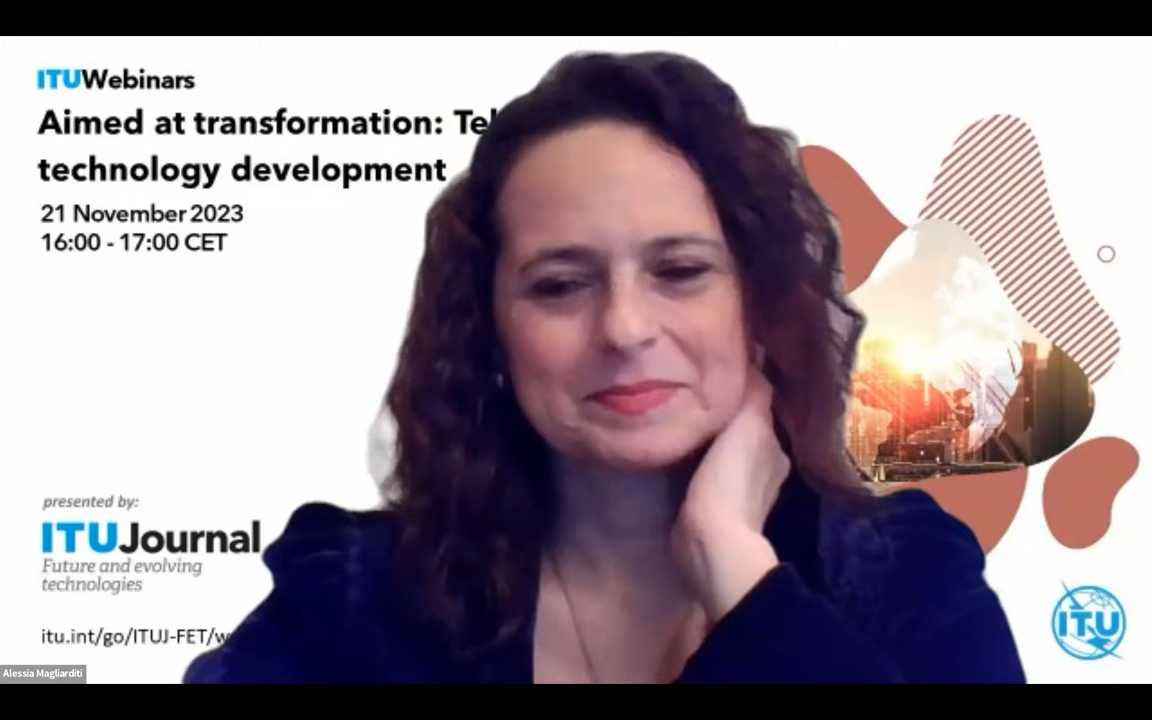 ITUWebinars
Aimed at transformation:
technology development
21 November 2023
16:00 - 17:00 CET
presented by:
ITUJournal
Future and evolving
technologies
itu.int/go/ITUJ-FET/w
ITU
Alessia Magliarditi